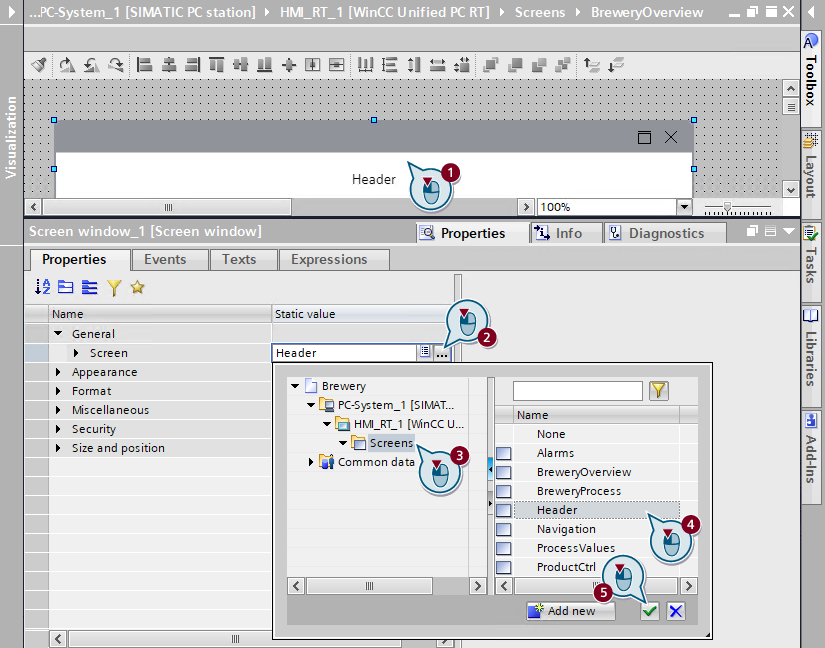 ...PC-System_1 [SIMATIC PC station] HMI_RT_1 [WinCC Unified PC RT] Screens BreweryOverview
Visualization
Header
1
100%
Screen window_1 [Screen window]
Properties
Info
Diagnostics
Properties
Events
Texts
Expressions
Name
Static value
2
General
Screen
Header
...
Appearance
Format
Miscellaneous
Security
Size and position
Brewery
PC-System_1 [SIMAT...
HMI_RT_1 [WinCC U...
Screens
Common data
3
Name
None
Alarms
BreweryOverview
BreweryProcess
Header
Navigation
ProcessValues
ProductCtrl
4
5
Add new
Toolbox
Layout
Tasks
Libraries
Add-Ins